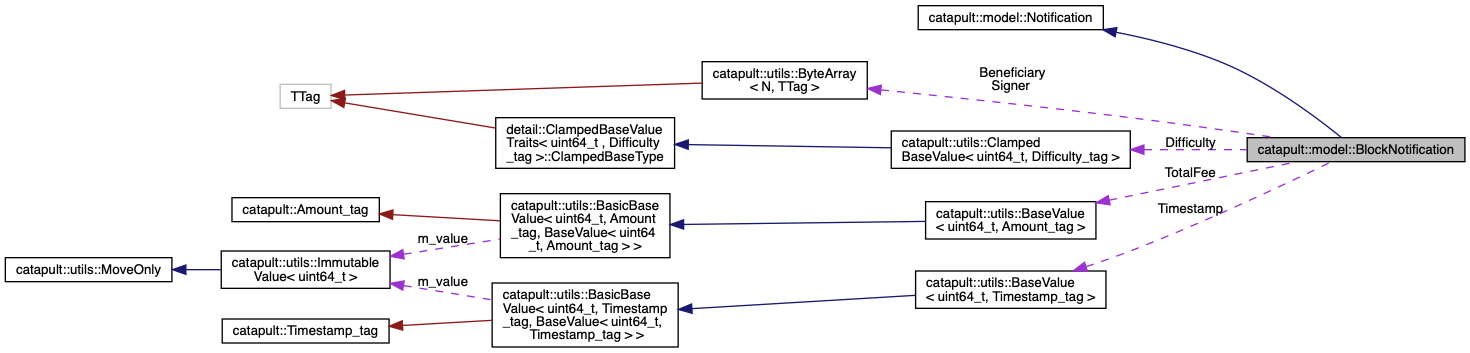 catapult::model::Notification
catapult::utils::ByteArray
< N, TTag >
Beneficiary
Signer
TTag
detail::ClampedBaseValue
Traits< uint64_t , Difficulty
_tag >::ClampedBaseType
catapult::utils::Clamped
BaseValue< uint64_t, Difficulty_tag >
Difficulty
catapult::model::BlockNotification
TotalFee
catapult::Amount_tag
catapult::utils::BasicBase
Value< uint64_t, Amount
_tag, BaseValue< uint64
_t, Amount_tag > >
catapult::utils::BaseValue
< uint64_t, Amount_tag >
Timestamp
m_value
catapult::utils::MoveOnly
catapult::utils::Immutable
Value< uint64_t >
m_value
catapult::utils::BaseValue
< uint64_t, Timestamp_tag >
catapult::utils::BasicBase
Value< uint64_t, Timestamp
_tag, BaseValue< uint64_t,
Timestamp_tag > >
catapult::Timestamp_tag